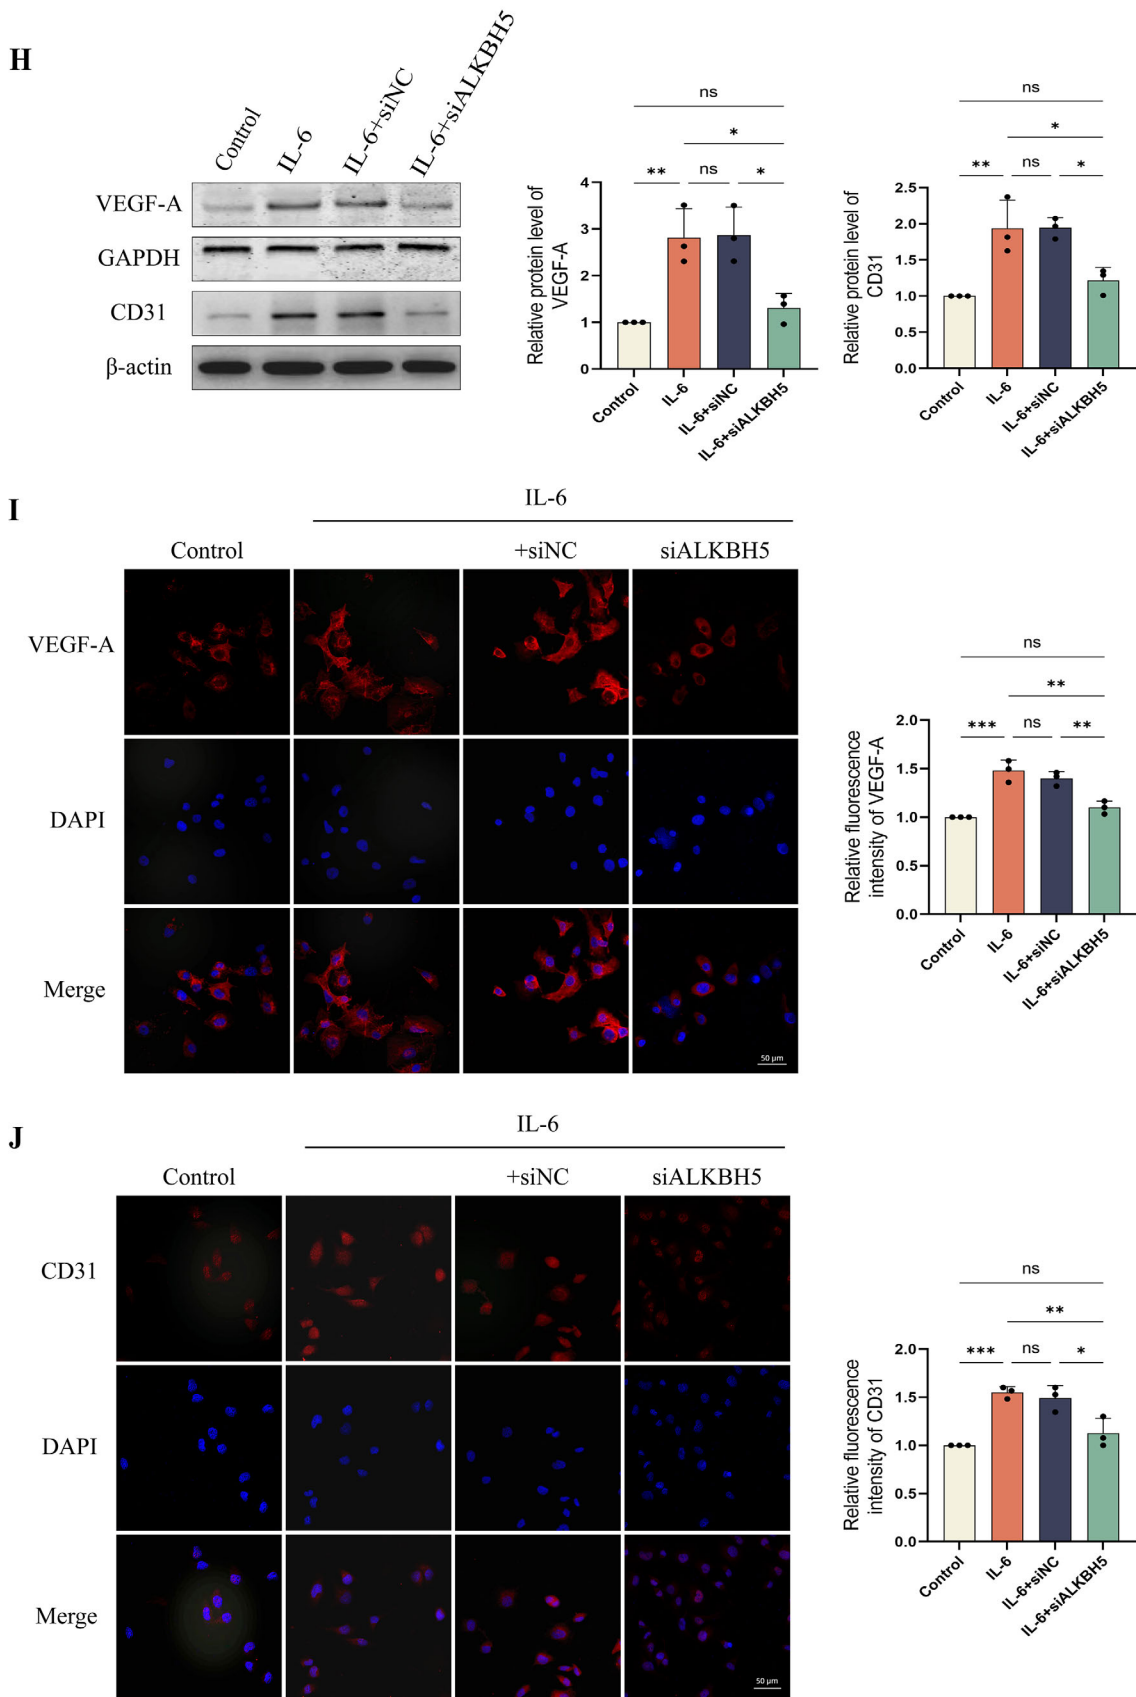 H
Control
IL-6
IL-6+siNC
IL-6+siALKBH5
VEGF-A
GAPDH
CD31
β-actin
Relative protein level of
VEGF-A
4
3
2
1
0
ns
*
** ns *
Control
IL-6
IL-6+siNC
IL-6+siALKBH5
Relative protein level of
CD31
2.5
2.0
1.5
1.0
0.5
0.0
ns
*
** ns *
Control
IL-6
IL-6+siNC
IL-6+siALKBH5
I
IL-6
Control +siNC siALKBH5
VEGF-A
DAPI
Merge
50 μm
Relative fluorescence
intensity of VEGF-A
2.0
1.5
1.0
0.5
0.0
ns
**
*** ns **
Control
IL-6
IL-6+siNC
IL-6+siALKBH5
J
IL-6
Control +siNC siALKBH5
CD31
DAPI
Merge
50 μm
Relative fluorescence
intensity of CD31
2.0
1.5
1.0
0.5
0.0
ns
**
*** ns *
Control
IL-6
IL-6+siNC
IL-6+siALKBH5